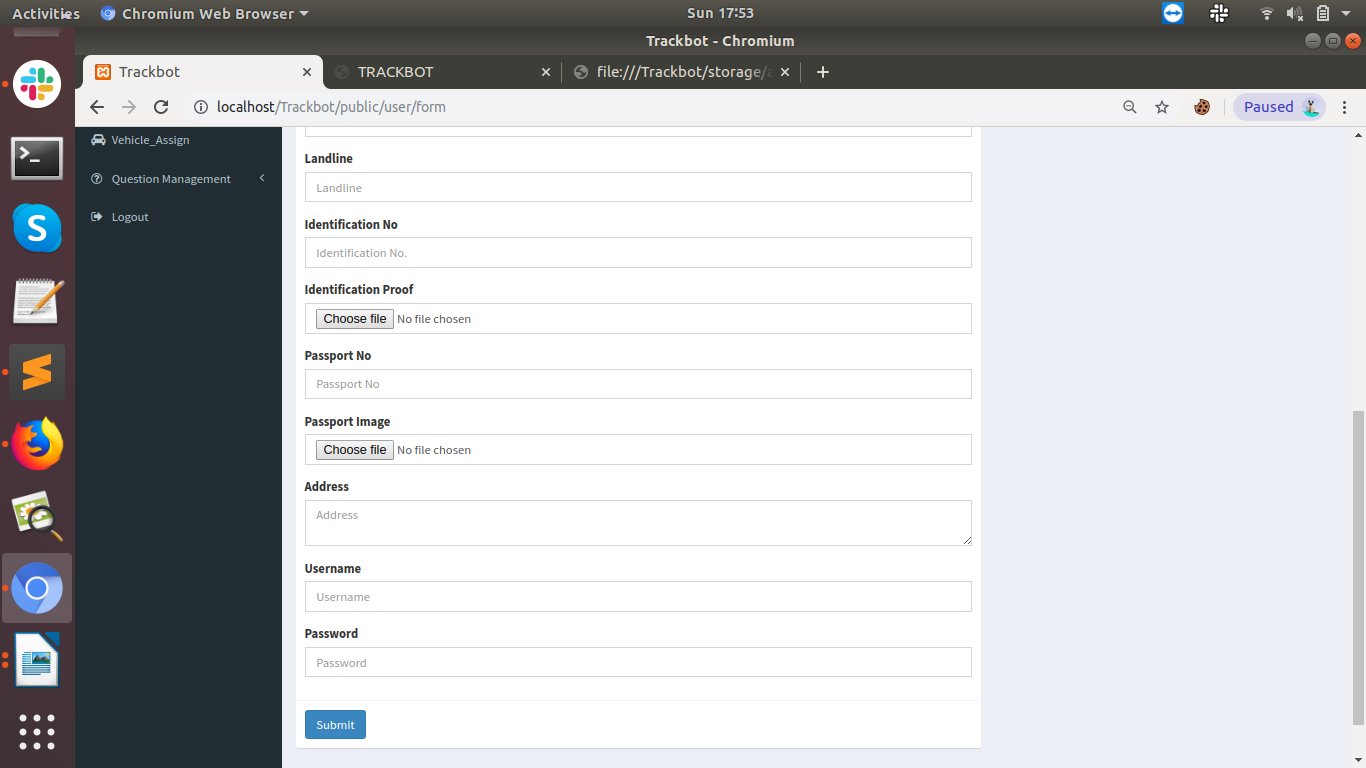 Activities
Chromium Web Browser
Sun 17:53
Trackbot - Chromium
Trackbot
TRACKBOT
file:///Trackbot/storage/
localhost/Trackbot/public/user/form
Paused
Vehicle_Assign
Question Management
Logout
Landline
Landline
Identification No
Identification No.
Identification Proof
Choose file No file chosen
Passport No
Passport No
Passport Image
Choose file No file chosen
Address
Address
Username
Username
Password
Password
Submit